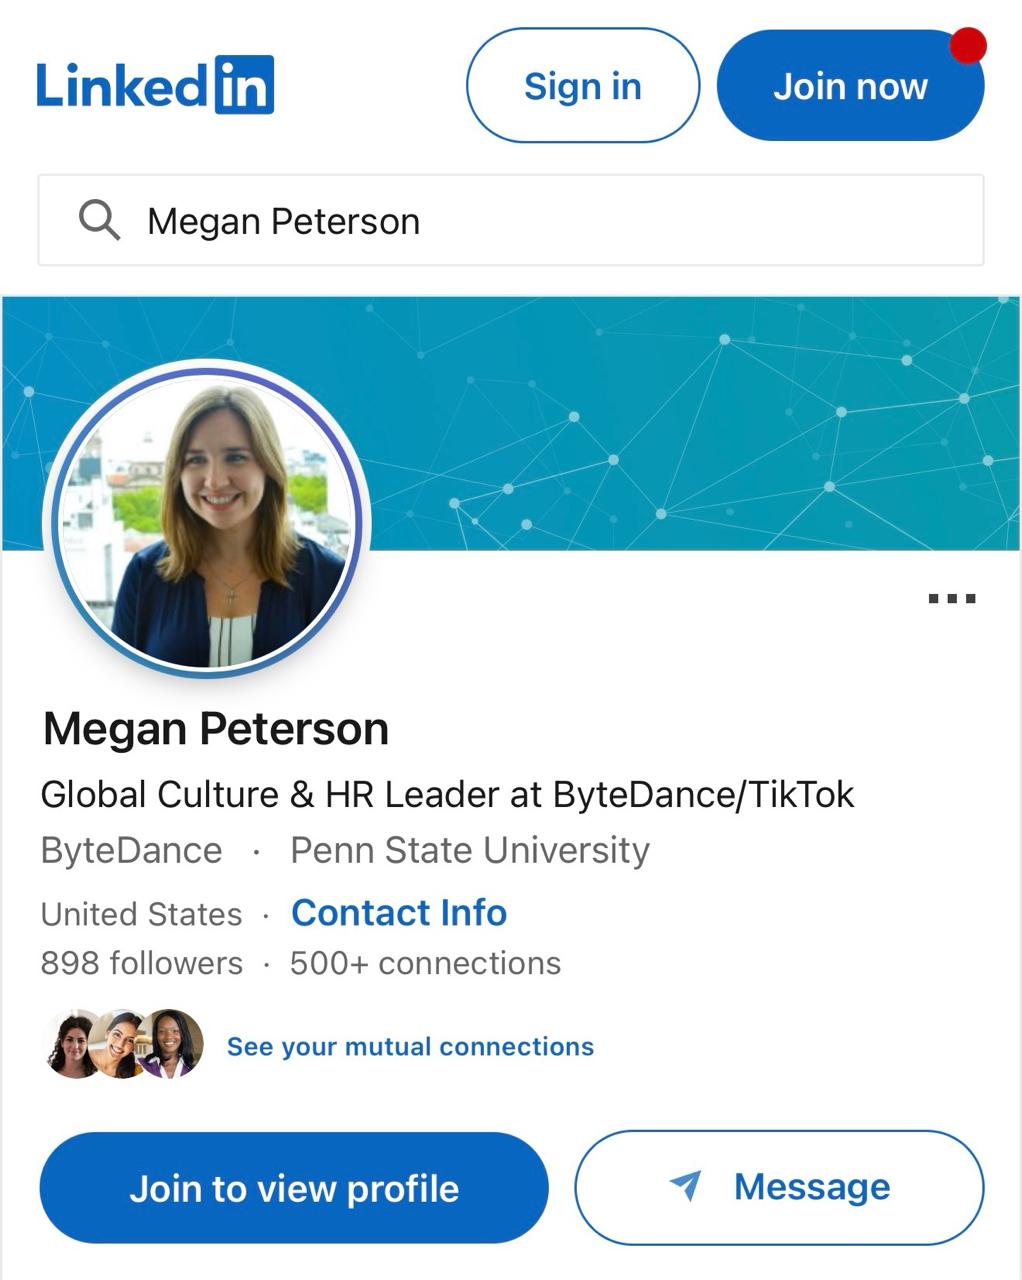 Linkedin
Sign in
Join now
Megan Peterson
Megan Peterson
Global Culture & HR Leader at ByteDance/TikTok
ByteDance · Penn State University
United States · Contact Info
898 followers · 500+ connections
See your mutual connections
Join to view profile
Message